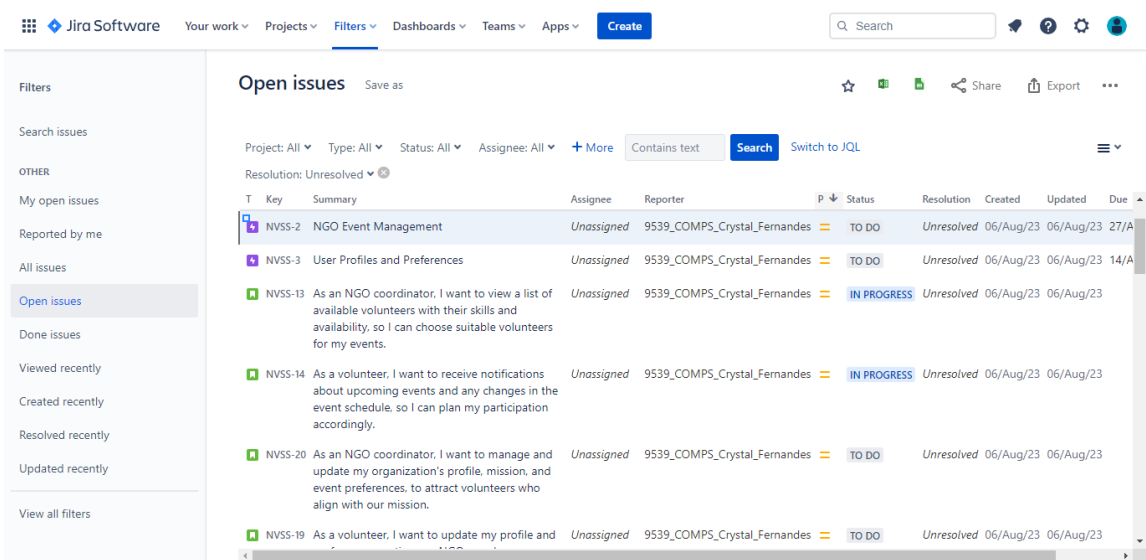 Jira Software Your work Projects Filters Dashboards Teams Apps Create Search
Filters
Search issues
OTHER
My open issues
Reported by me
All issues
Open issues
Done issues
Viewed recently
Created recently
Resolved recently
Updated recently
View all filters
Open issues Save as Share Export
Project: All Type: All Status: All Assignee: All + More Contains text Search Switch to JQL
Resolution: Unresolved
T Key Summary Assignee Reporter P Status Resolution Created Updated Due
NVSS-2 NGO Event Management Unassigned 9539_COMPS_Crystal_Fernandes TO DO Unresolved 06/Aug/23 06/Aug/23 27/A
NVSS-3 User Profiles and Preferences Unassigned 9539_COMPS_Crystal_Fernandes TO DO Unresolved 06/Aug/23 06/Aug/23 14/A
NVSS-13 As an NGO coordinator, I want to view a list of Unassigned 9539_COMPS_Crystal_Fernandes IN PROGRESS Unresolved 06/Aug/23 06/Aug/23
available volunteers with their skills and
availability, so I can choose suitable volunteers
for my events.
NVSS-14 As a volunteer, I want to receive notifications Unassigned 9539_COMPS_Crystal_Fernandes IN PROGRESS Unresolved 06/Aug/23 06/Aug/23
about upcoming events and any changes in the
event schedule, so I can plan my participation
accordingly.
NVSS-20 As an NGO coordinator, I want to manage and Unassigned 9539_COMPS_Crystal_Fernandes TO DO Unresolved 06/Aug/23 06/Aug/23
update my organization's profile, mission, and
event preferences, to attract volunteers who
align with our mission.
NVSS-19 As a volunteer, I want to update my profile and Unassigned 9539_COMPS_Crystal_Fernandes TO DO Unresolved 06/Aug/23 06/Aug/23